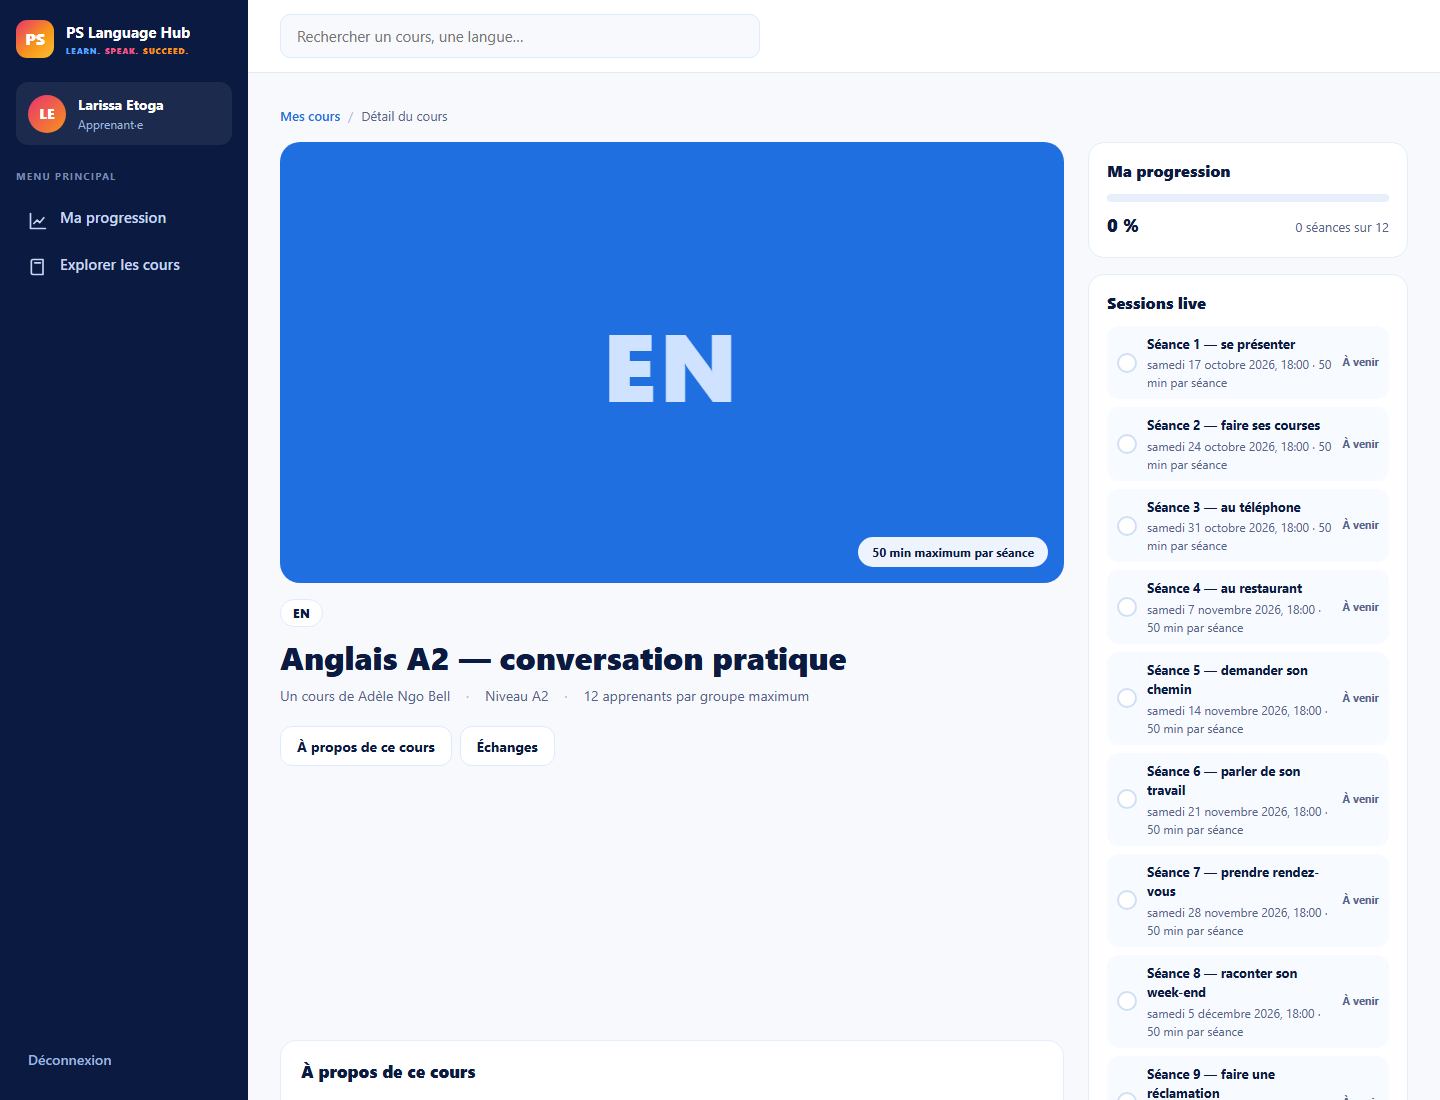 PS
PS Language Hub
LEARN. SPEAK. SUCCEED.
LE
Larissa Etoga
Apprenant·e
MENU PRINCIPAL
Ma progression
Explorer les cours
Déconnexion
Rechercher un cours, une langue...
Mes cours / Détail du cours
EN
50 min maximum par séance
EN
Anglais A2 — conversation pratique
Un cours de Adèle Ngo Bell · Niveau A2 · 12 apprenants par groupe maximum
À propos de ce cours
Échanges
À propos de ce cours
Ma progression
0 %
0 séances sur 12
Sessions live
Séance 1 — se présenter
samedi 17 octobre 2026, 18:00 · 50
min par séance
À venir
Séance 2 — faire ses courses
samedi 24 octobre 2026, 18:00 · 50
min par séance
À venir
Séance 3 — au téléphone
samedi 31 octobre 2026, 18:00 · 50
min par séance
À venir
Séance 4 — au restaurant
samedi 7 novembre 2026, 18:00 ·
50 min par séance
À venir
Séance 5 — demander son
chemin
samedi 14 novembre 2026, 18:00 ·
50 min par séance
À venir
Séance 6 — parler de son
travail
samedi 21 novembre 2026, 18:00 ·
50 min par séance
À venir
Séance 7 — prendre rendez-
vous
samedi 28 novembre 2026, 18:00 ·
50 min par séance
À venir
Séance 8 — raconter son
week-end
samedi 5 décembre 2026, 18:00 ·
50 min par séance
À venir
Séance 9 — faire une
réclamation